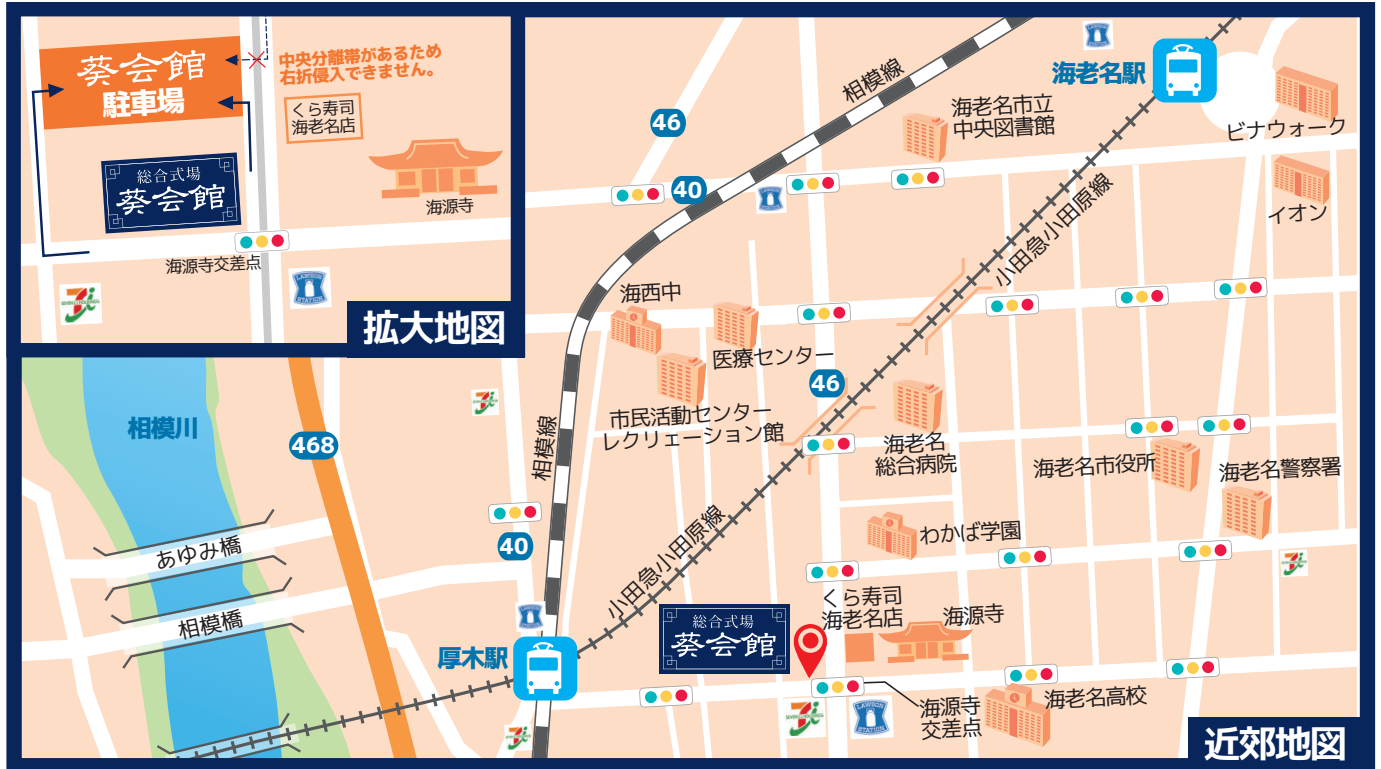 葵会館
駐車場
中央分離帯があるため
右折侵入できません。
くら寿司
海老名店
総合式場
葵会館
海源寺
海源寺交差点
LAWSON
STATION
拡大地図
相模線
海老名駅
46
海老名市立
中央図書館
ビナウォーク
40
イオン
小田急小田原線
海西中
医療センター
46
市民活動センター
レクリェーション館
海老名
総合病院
海老名市役所
海老名警察署
相模川
468
相模線
40
あゆみ橋
相模橋
小田急小田原線
わかば学園
くら寿司
海老名店
総合式場
葵会館
海源寺
厚木駅
海源寺
交差点
海老名高校
LAWSON
STATION
近郊地図